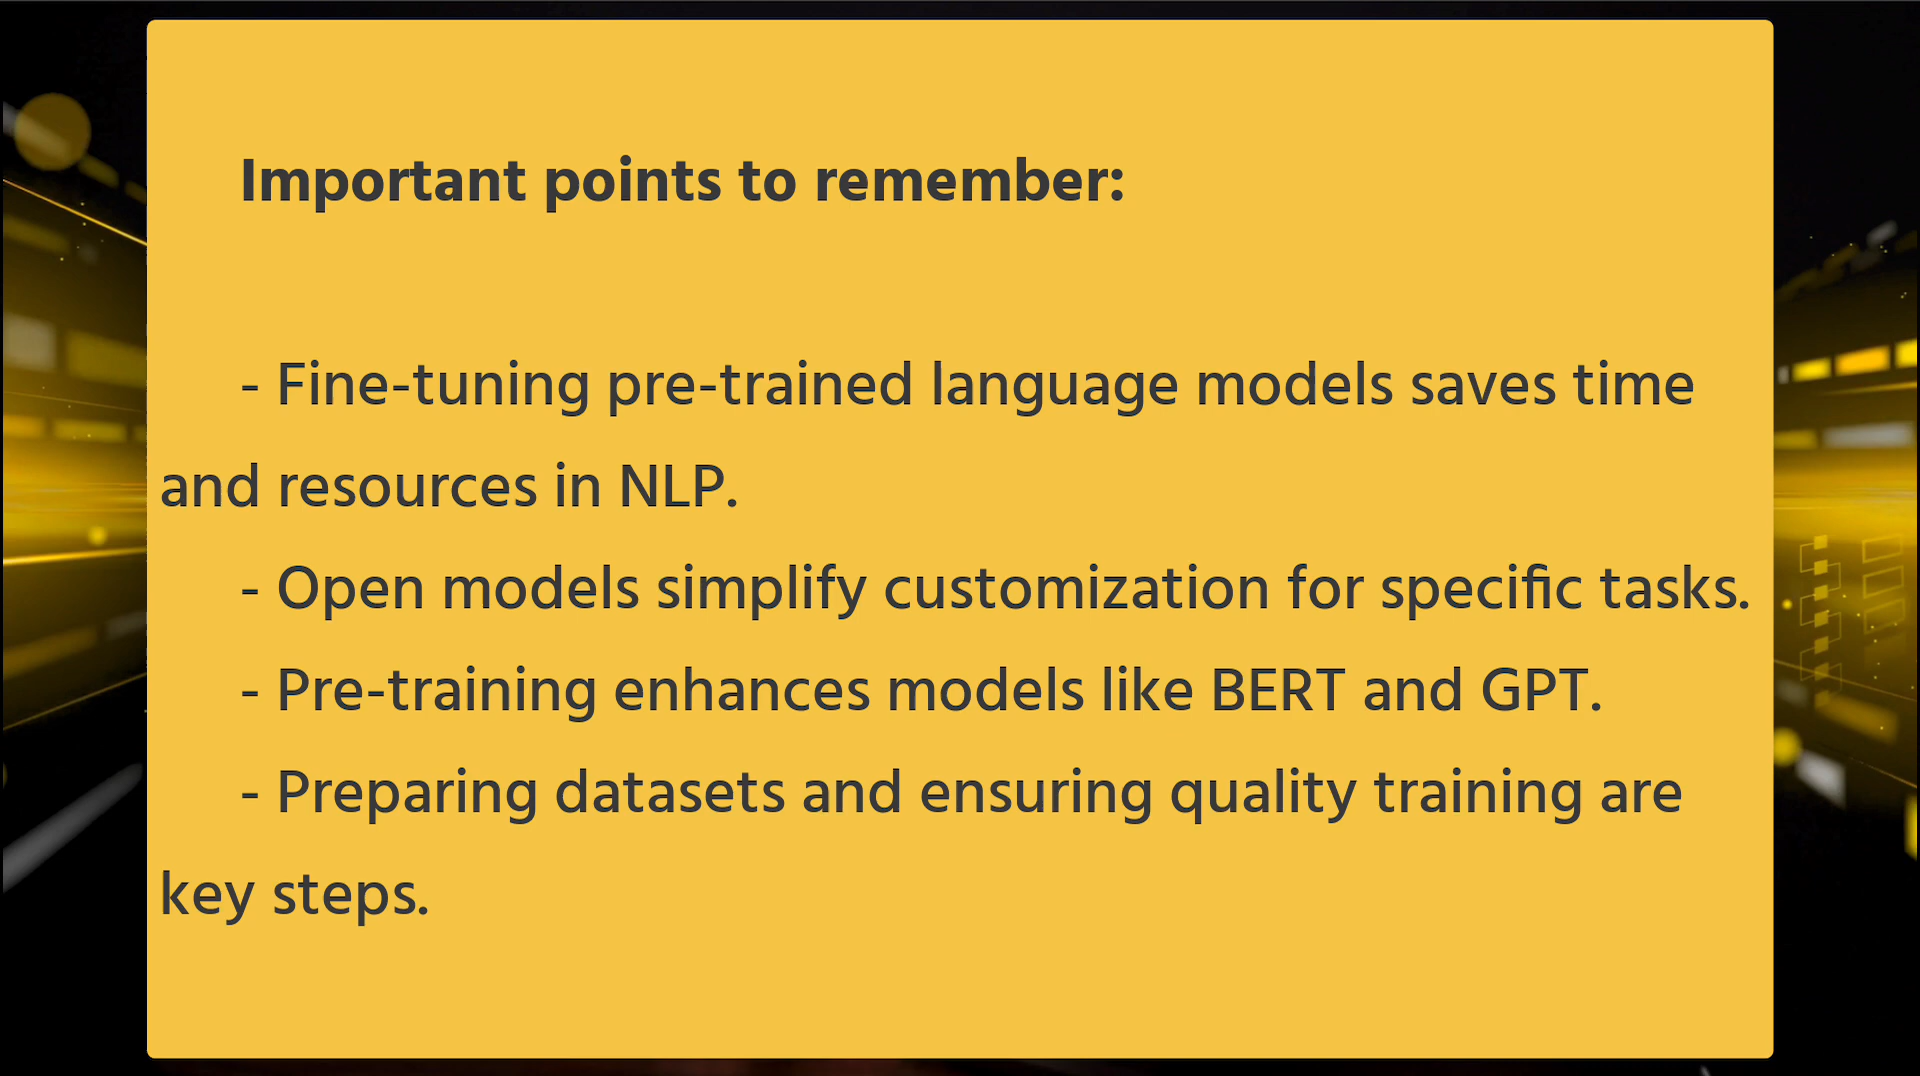 Important points to remember:
- Fine-tuning pre-trained language models saves time
and resources in NLP.
- Open models simplify customization for specific tasks.
- Pre-training enhances models like BERT and GPT.
- Preparing datasets and ensuring quality training are
key steps.